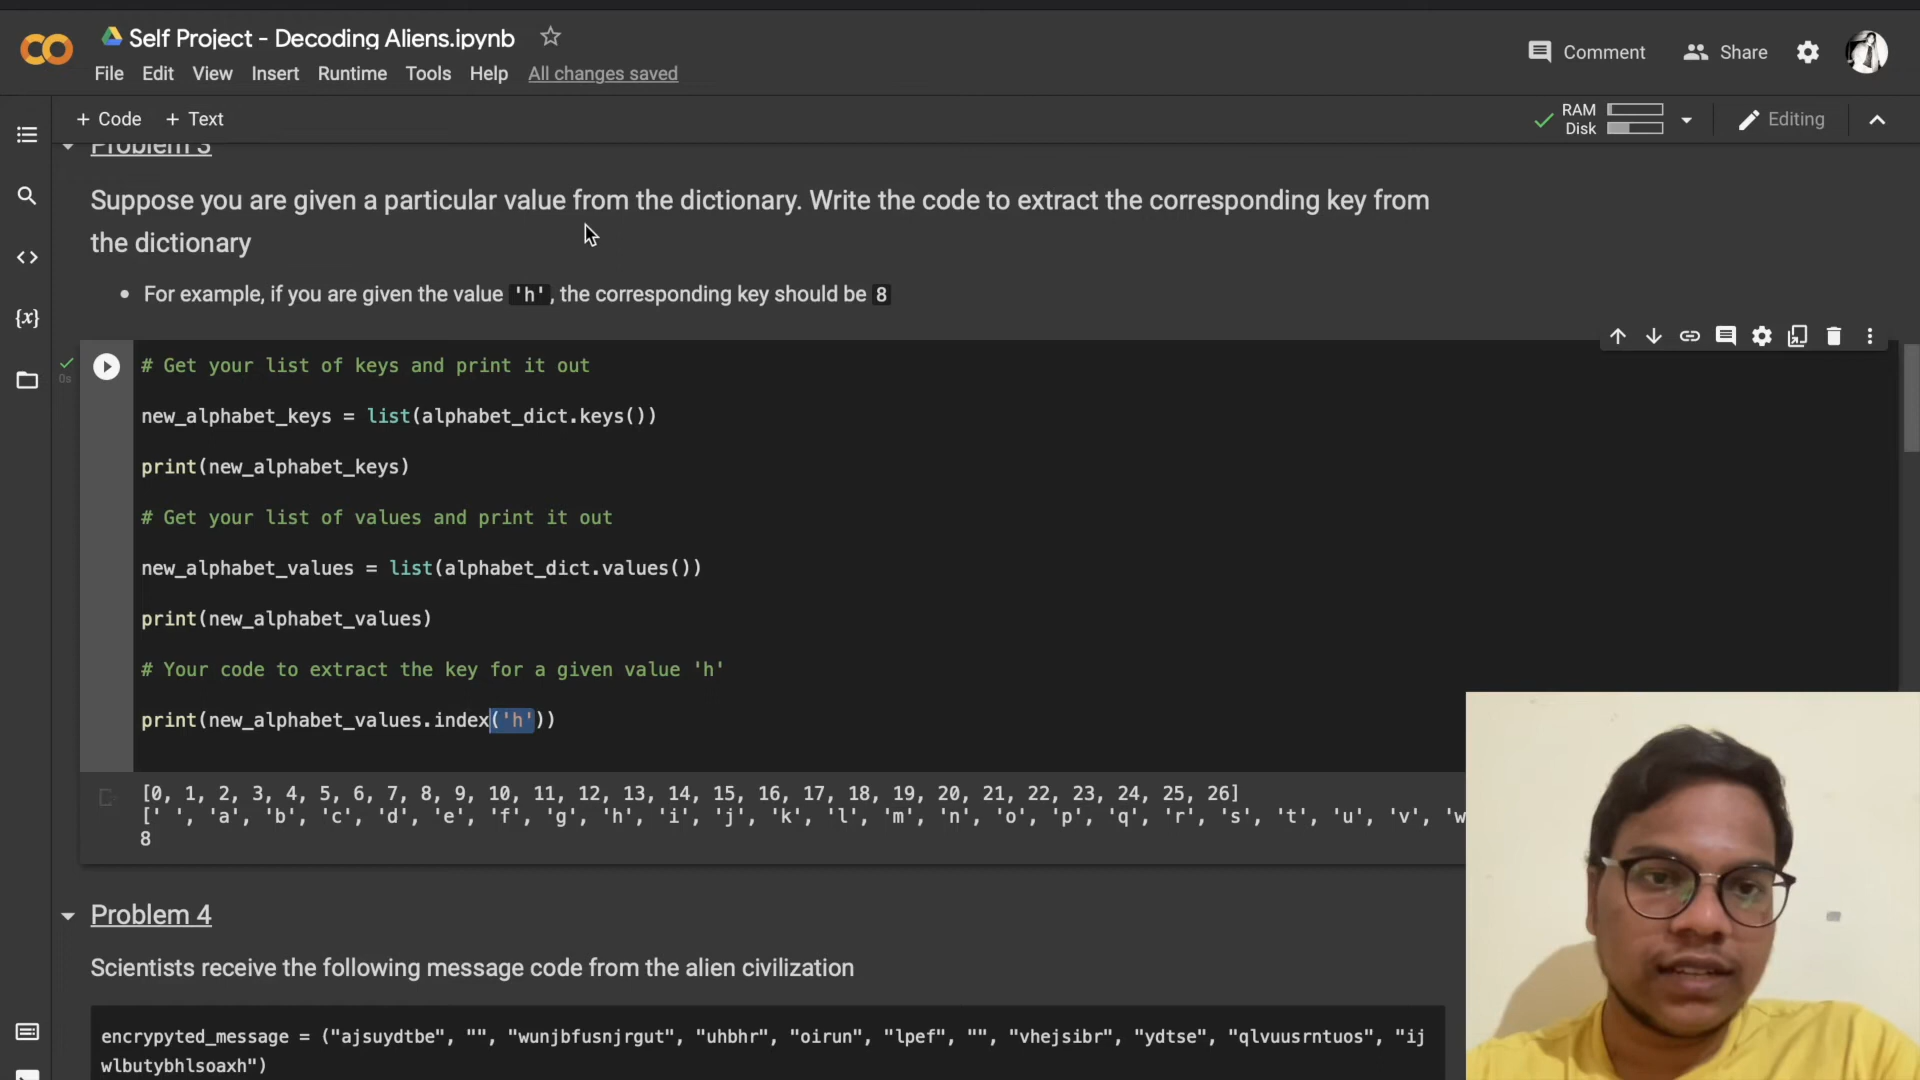 Self Project - Decoding Aliens.ipynb
File Edit View Insert Runtime Tools Help All changes saved
Comment Share
+ Code + Text
RAM
Disk
Editing
Problem 3
Suppose you are given a particular value from the dictionary. Write the code to extract the corresponding key from
the dictionary
For example, if you are given the value 'h', the corresponding key should be 8
0s
# Get your list of keys and print it out
new_alphabet_keys = list(alphabet_dict.keys())
print(new_alphabet_keys)
# Get your list of values and print it out
new_alphabet_values = list(alphabet_dict.values())
print(new_alphabet_values)
# Your code to extract the key for a given value 'h'
print(new_alphabet_values.index('h'))
[0, 1, 2, 3, 4, 5, 6, 7, 8, 9, 10, 11, 12, 13, 14, 15, 16, 17, 18, 19, 20, 21, 22, 23, 24, 25, 26]
[' ', 'a', 'b', 'c', 'd', 'e', 'f', 'g', 'h', 'i', 'j', 'k', 'l', 'm', 'n', 'o', 'p', 'q', 'r', 's', 't', 'u', 'v', 'w
8
Problem 4
Scientists receive the following message code from the alien civilization
encrypyted_message = ("ajsuydtbe", "", "wunjbfusnjrgut", "uhbhr", "oirun", "lpef", "", "vhejsibr", "ydtse", "qlvuusrntuos", "ij
wlbutybhlsoaxh")